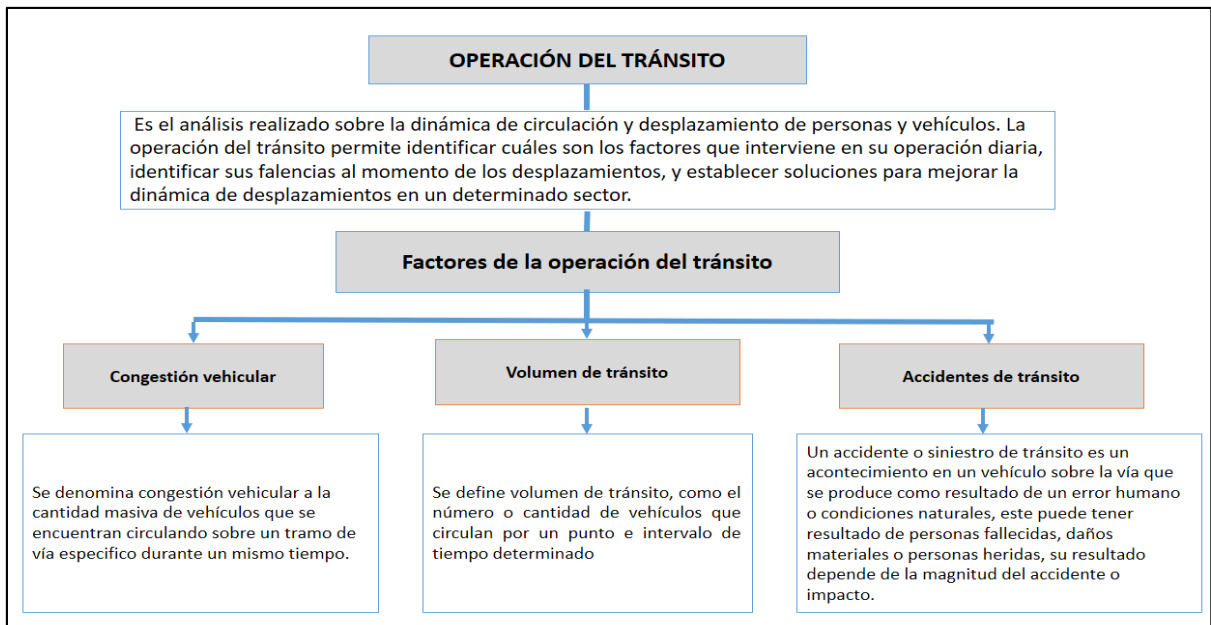 OPERACIÓN DEL TRÁNSITO
Es el análisis realizado sobre la dinámica de circulación y desplazamiento de personas y vehículos. La
operación del tránsito permite identificar cuáles son los factores que interviene en su operación diaria,
identificar sus falencias al momento de los desplazamientos, y establecer soluciones para mejorar la
dinámica de desplazamientos en un determinado sector.
Factores de la operación del tránsito
Congestión vehicular
Se denomina congestión vehicular a la
cantidad masiva de vehículos que se
encuentran circulando sobre un tramo de
vía especifico durante un mismo tiempo.
Volumen de tránsito
Se define volumen de tránsito, como el
número o cantidad de vehículos que
circulan por un punto e intervalo de
tiempo determinado
Accidentes de tránsito
Un accidente o siniestro de tránsito es un
acontecimiento en un vehículo sobre la vía que
se produce como resultado de un error humano
o condiciones naturales, este puede tener
resultado de personas fallecidas, daños
materiales o personas heridas, su resultado
depende de la magnitud del accidente o
impacto.